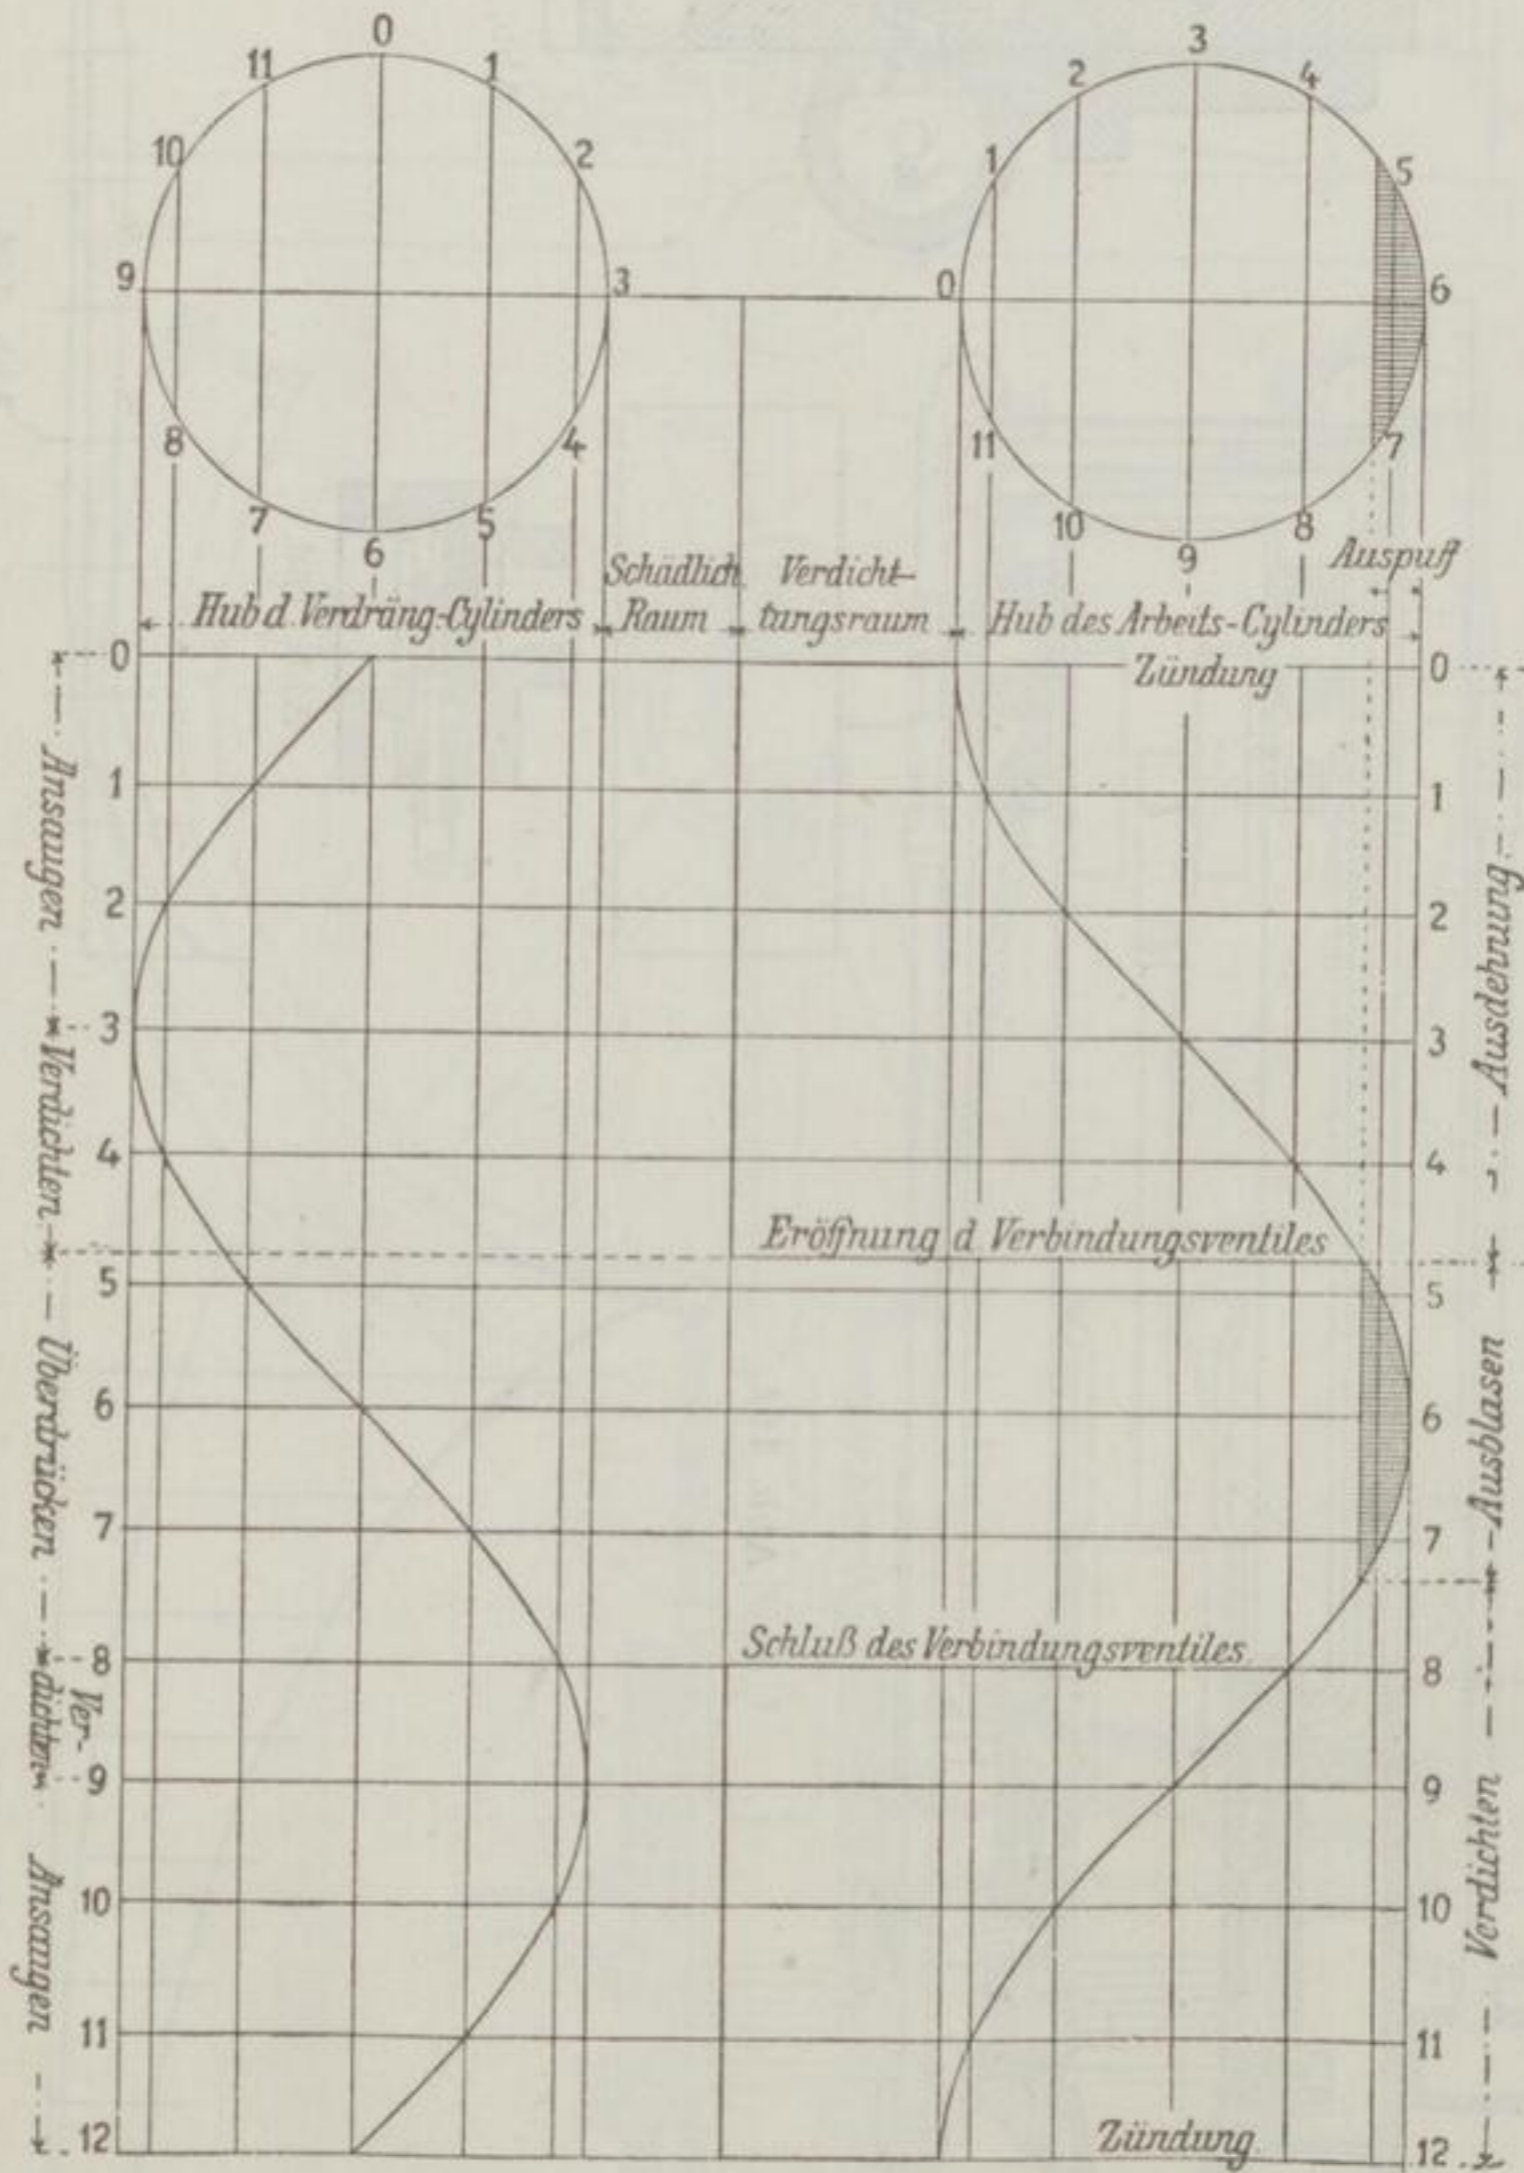 0
11
1
10
2
9
3
8
4
7
5
6
3
2
4
1
5
0
6
11
7
10
8
9
Auspuff
Hub d. Verdräng-Cylinders
Schädlich.
Raum
Verdicht-
tungsraum
Hub des Arbeits-Cylinders
0
Zündung
0
1
1
2
2
3
3
4
4
Eröffnung d Verbindungsventiles
5
5
6
6
7
7
Schluß des Verbindungsventiles
8
8
9
9
10
10
11
11
12
Zündung
12
Ansaugen
Verdichten
Überdrücken
Ver-
dichten
Ansaugen
Ausdehnung
Ausblasen
Verdichten